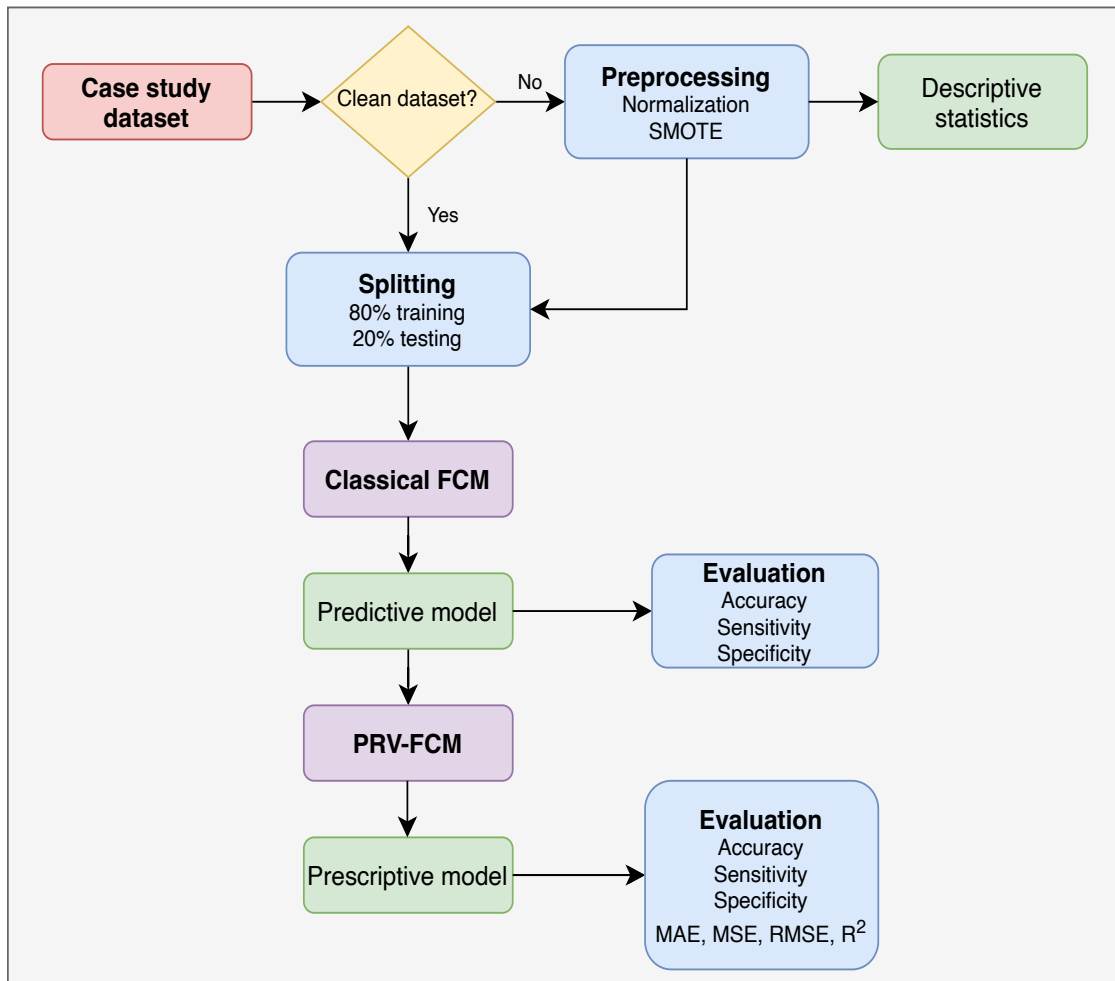 Case study
dataset
Clean dataset?
No
Preprocessing
Normalization
SMOTE
Descriptive
statistics
Yes
Splitting
80% training
20% testing
Classical FCM
Predictive model
Evaluation
Accuracy
Sensitivity
Specificity
PRV-FCM
Prescriptive model
Evaluation
Accuracy
Sensitivity
Specificity
MAE, MSE, RMSE, R²